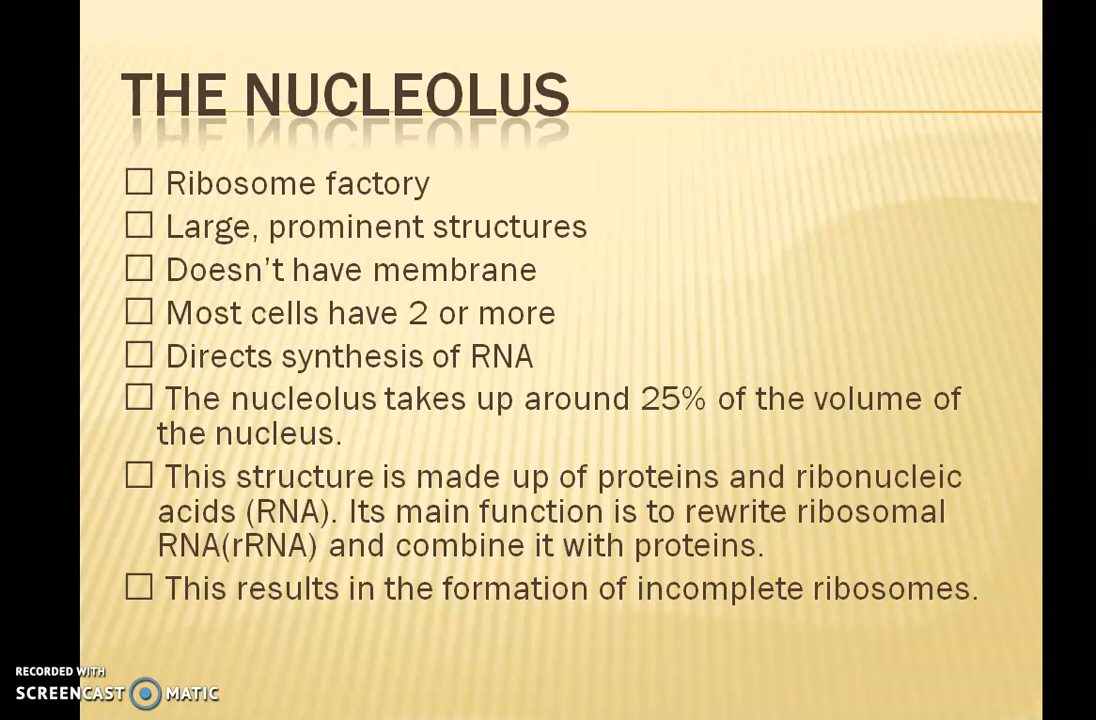 THE NUCLEOLUS
☐ Ribosome factory
☐ Large, prominent structures
☐ Doesn’t have membrane
☐ Most cells have 2 or more
☐ Directs synthesis of RNA
☐ The nucleolus takes up around 25% of the volume of
the nucleus.
☐ This structure is made up of proteins and ribonucleic
acids (RNA). Its main function is to rewrite ribosomal
RNA(rRNA) and combine it with proteins.
☐ This results in the formation of incomplete ribosomes.
RECORDED WITH
SCREENCAST MATIC